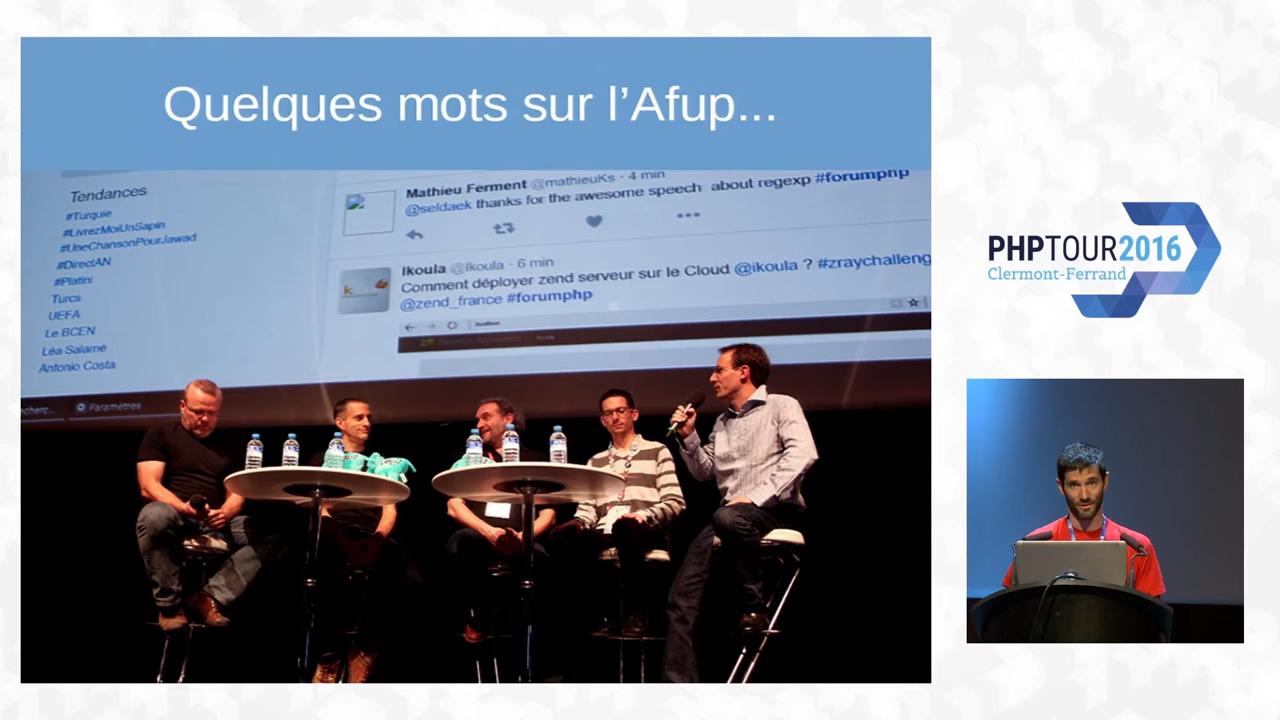 Quelques mots sur l’Afup...
Tendances
#Turquie
#LivrezMoiUnSapin
#UneChansonPourJawad
#DirectAN
#Platini
Turcs
UEFA
Le BCEN
Léa Salamé
Antonio Costa
Paramètres
Mathieu Ferment @mathieuKs · 4 min
@seldaek thanks for the awesome speech about regexp #forumphp
Ikoula @Ikoula · 6 min
Comment déployer zend serveur sur le Cloud @ikoula ? #zraychalleng
@zend_france #forumphp
PHPTOUR2016
Clermont-Ferrand